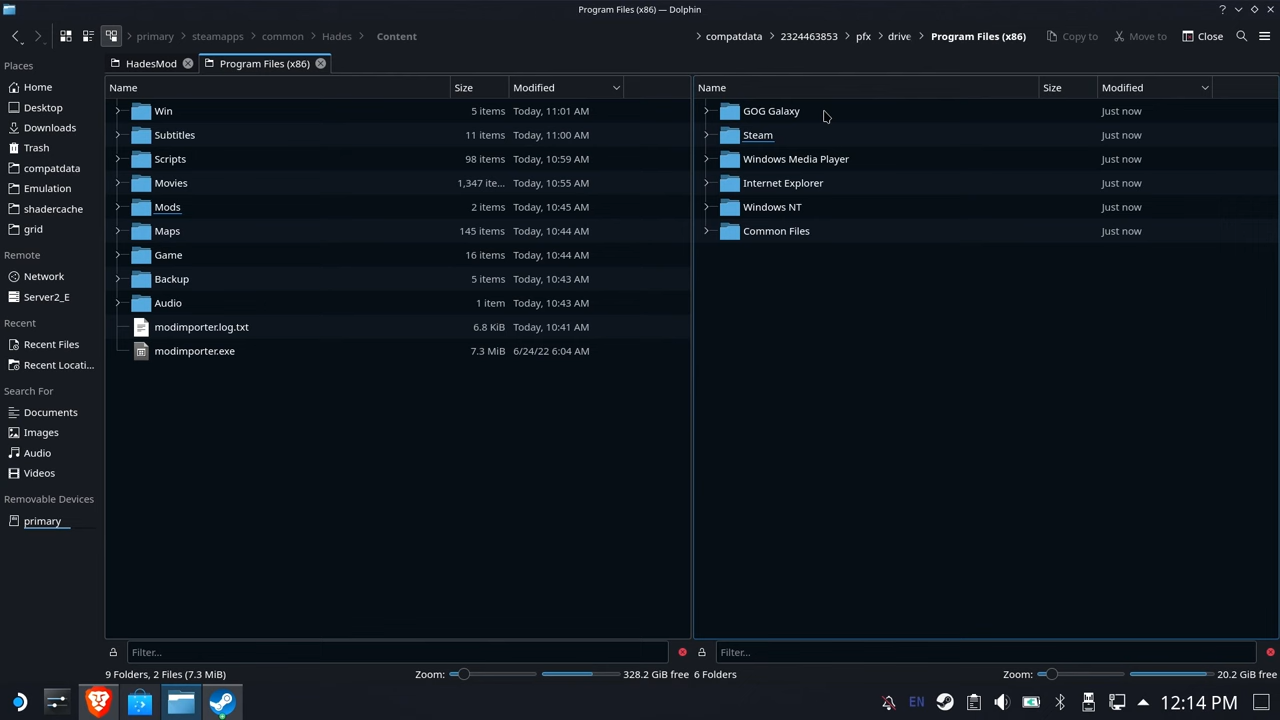 Program Files (x86) — Dolphin
primary > steamapps > common > Hades > Content
> compatdata > 2324463853 > pfx > drive > Program Files (x86)
Copy to
Move to
Close
HadesMod
Program Files (x86)
Places
Home
Desktop
Downloads
Trash
compatdata
Emulation
shadercache
grid
Remote
Network
Server2_E
Recent
Recent Files
Recent Locati...
Search For
Documents
Images
Audio
Videos
Removable Devices
primary
Name Size Modified
Win 5 items Today, 11:01 AM
Subtitles 11 items Today, 11:00 AM
Scripts 98 items Today, 10:59 AM
Movies 1,347 ite... Today, 10:55 AM
Mods 2 items Today, 10:45 AM
Maps 145 items Today, 10:44 AM
Game 16 items Today, 10:44 AM
Backup 5 items Today, 10:43 AM
Audio 1 item Today, 10:43 AM
modimporter.log.txt 6.8 KiB Today, 10:41 AM
modimporter.exe 7.3 MiB 6/24/22 6:04 AM
Filter...
9 Folders, 2 Files (7.3 MiB) Zoom: 328.2 GiB free
Name Size Modified
GOG Galaxy Just now
Steam Just now
Windows Media Player Just now
Internet Explorer Just now
Windows NT Just now
Common Files Just now
Filter...
6 Folders Zoom: 20.2 GiB free
EN
12:14 PM